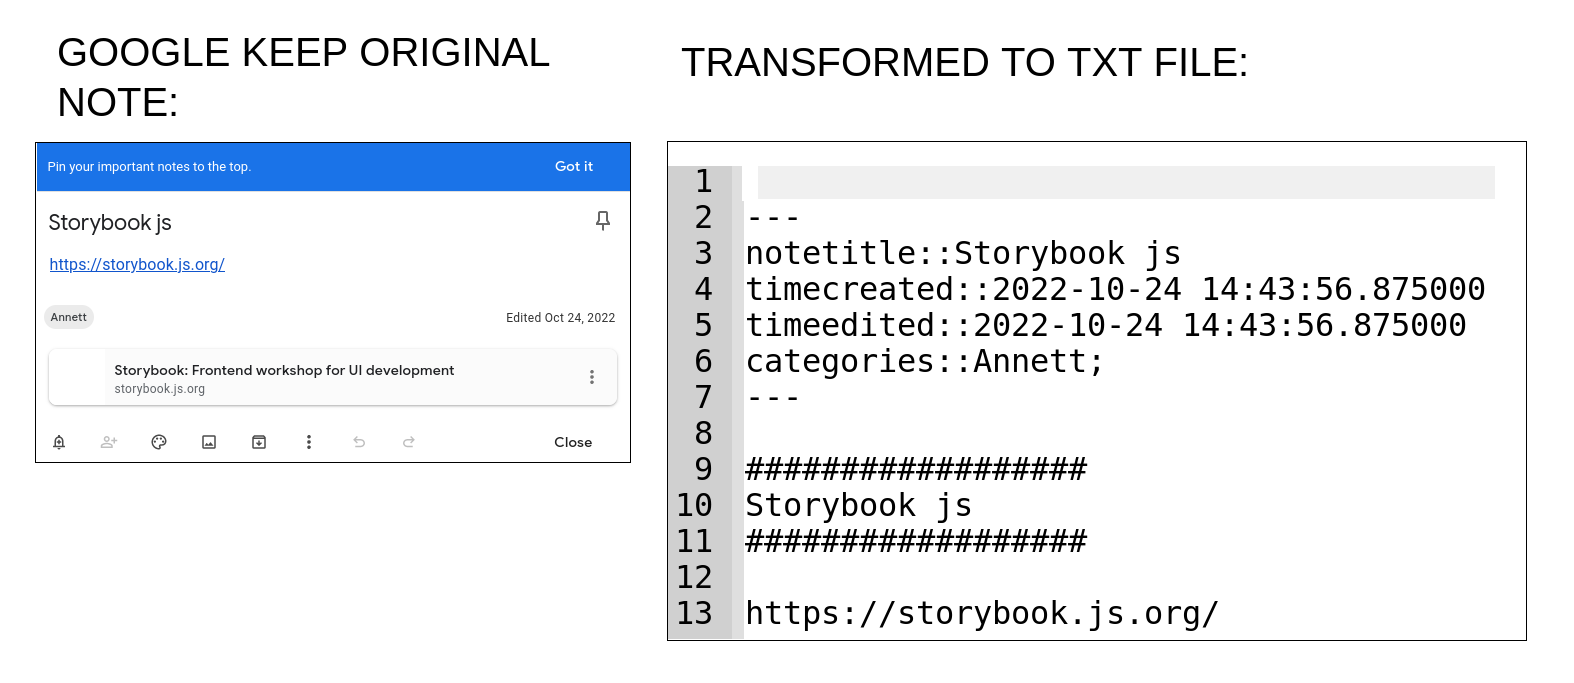 GOOGLE KEEP ORIGINAL
NOTE:
Pin your important notes to the top.
Got it
Storybook js
https://storybook.js.org/
Annett
Edited Oct 24, 2022
Storybook: Frontend workshop for UI development
storybook.js.org
Close
TRANSFORMED TO TXT FILE:
1
2 ---
3 notetitle::Storybook js
4 timecreated::2022-10-24 14:43:56.875000
5 timeedited::2022-10-24 14:43:56.875000
6 categories::Annett;
7 ---
8
9 ##################
10 Storybook js
11 ##################
12
13 https://storybook.js.org/